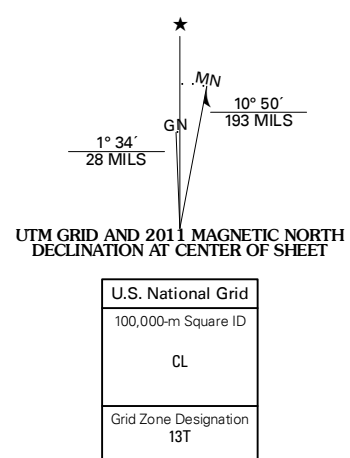 ★
MN
GN
10° 50´
193 MILS
1° 34´
28 MILS
UTM GRID AND 2011 MAGNETIC NORTH
DECLINATION AT CENTER OF SHEET
U.S. National Grid
100,000-m Square ID
CL
Grid Zone Designation
13T